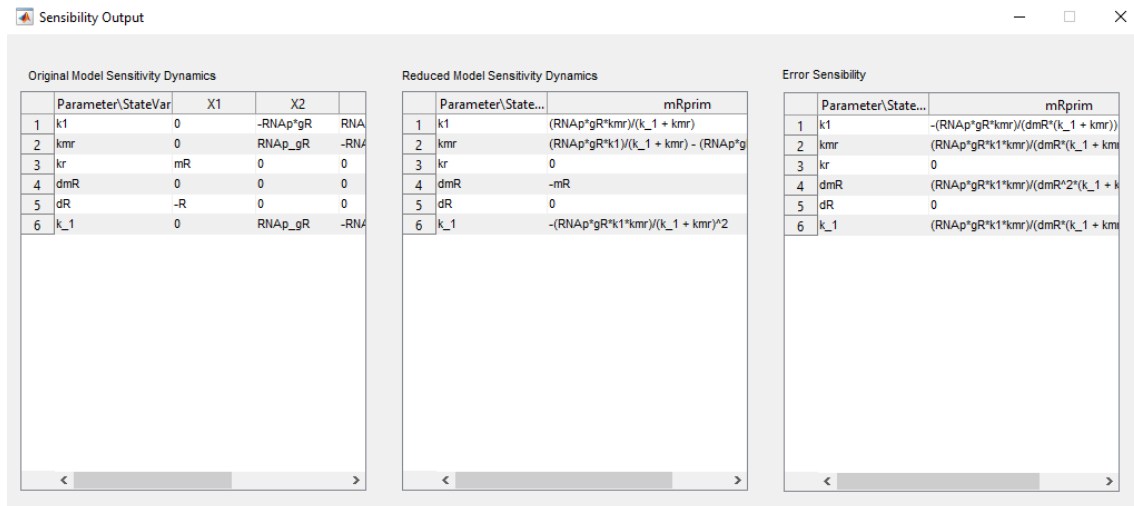 Sensibility Output
Original Model Sensitivity Dynamics
Parameter\StateVar X1 X2
1 k1 0 -RNAp*gR RNA
2 kmr 0 RNAp_gR -RNA
3 kr mR 0 0
4 dmR 0 0 0
5 dR -R 0 0
6 k_1 0 RNAp_gR -RNA
Reduced Model Sensitivity Dynamics
Parameter\State... mRprim
1 k1 (RNAp*gR*kmr)/(k_1 + kmr)
2 kmr (RNAp*gR*k1)/(k_1 + kmr) - (RNAp*g
3 kr 0
4 dmR -mR
5 dR 0
6 k_1 -(RNAp*gR*k1*kmr)/(k_1 + kmr)^2
Error Sensibility
Parameter\State... mRprim
1 k1 -(RNAp*gR*kmr)/(dmR*(k_1 + kmr))
2 kmr (RNAp*gR*k1*kmr)/(dmR*(k_1 + kmr
3 kr 0
4 dmR (RNAp*gR*k1*kmr)/(dmR^2*(k_1 + k
5 dR 0
6 k_1 (RNAp*gR*k1*kmr)/(dmR*(k_1 + kmr